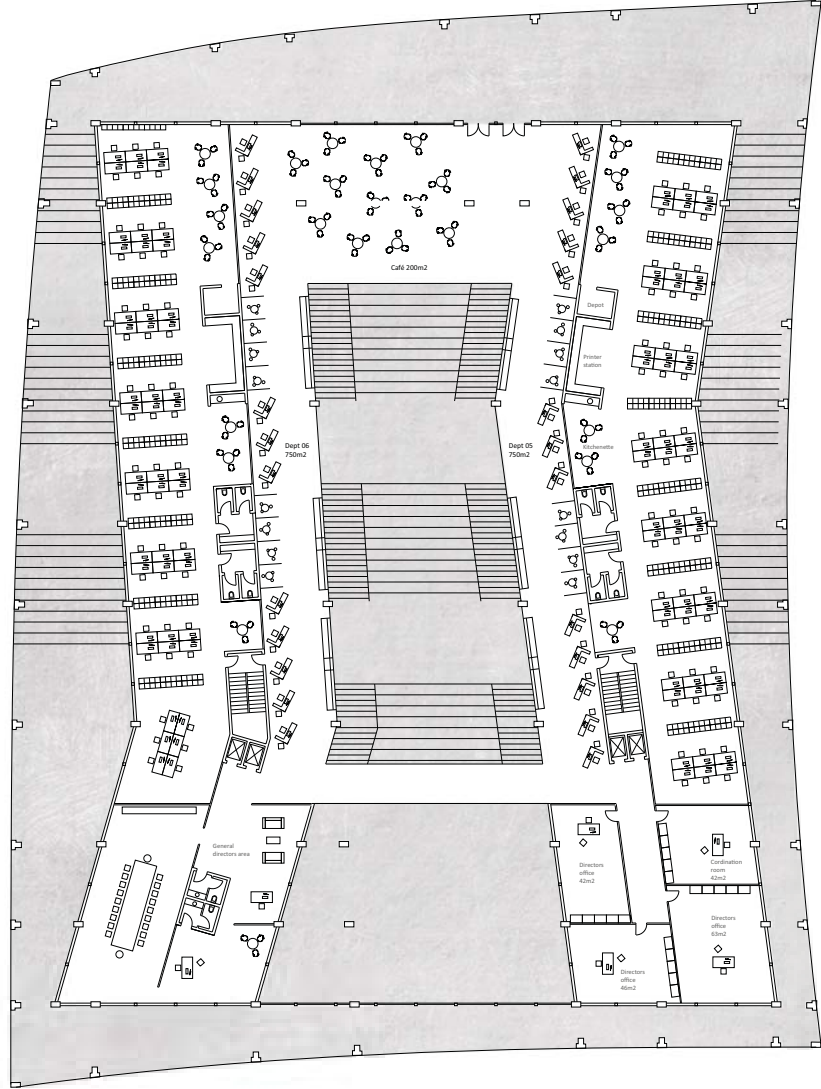 Café 200m2
Depot
Printer
station
Dept 06
750m2
Dept 05
750m2
Kitchenette
General
directors area
Directors
office
42m2
Cordination
room
42m2
Directors
office
63m2
Directors
office
46m2